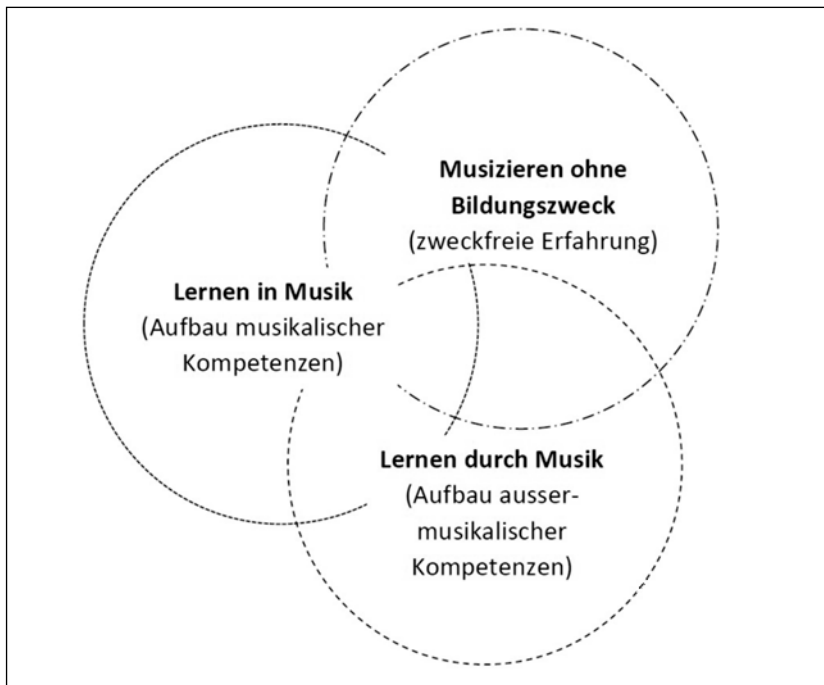 Musizieren ohne
Bildungszweck
(zweckfreie Erfahrung)
Lernen in Musik
(Aufbau musikalischer
Kompetenzen)
Lernen durch Musik
(Aufbau ausser-
musikalischer
Kompetenzen)